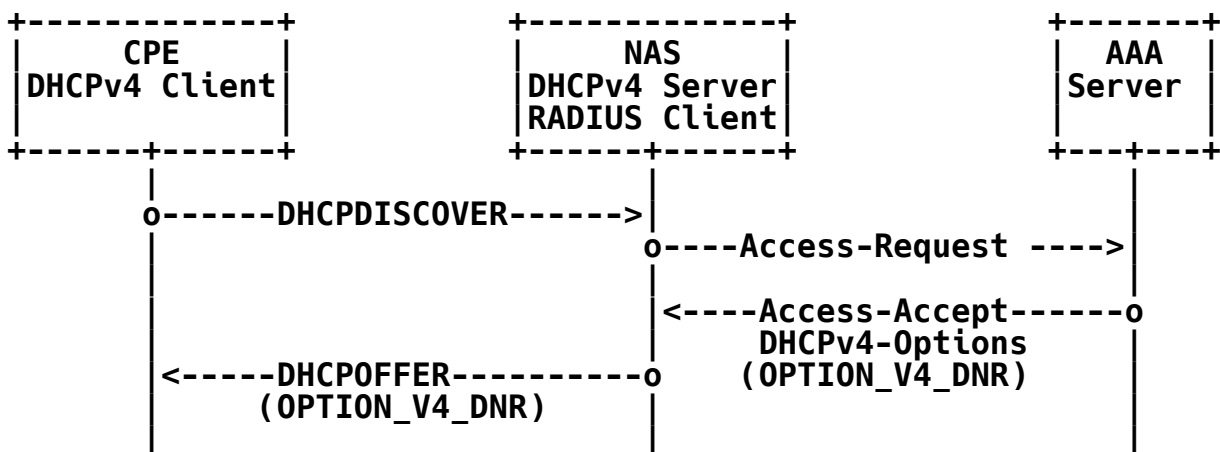 +-------------+             +-------------+             +-------+
|     CPE     |             |     NAS     |             |  AAA  |
|DHCPv4 Client|             |DHCPv4 Server|             |Server |
|             |             |RADIUS Client|             |       |
+------+------+             +------+------+             +---+---+
       |                           |                        |
       o------DHCPDISCOVER------>|                        |
       |                           o----Access-Request ---->|
       |                           |                        |
       |                           |<----Access-Accept------o
       |                           |     DHCPv4-Options     |
       |<-----DHCPOFFER----------o    (OPTION_V4_DNR)     |
       |     (OPTION_V4_DNR)       |                        |
       |                           |                        |